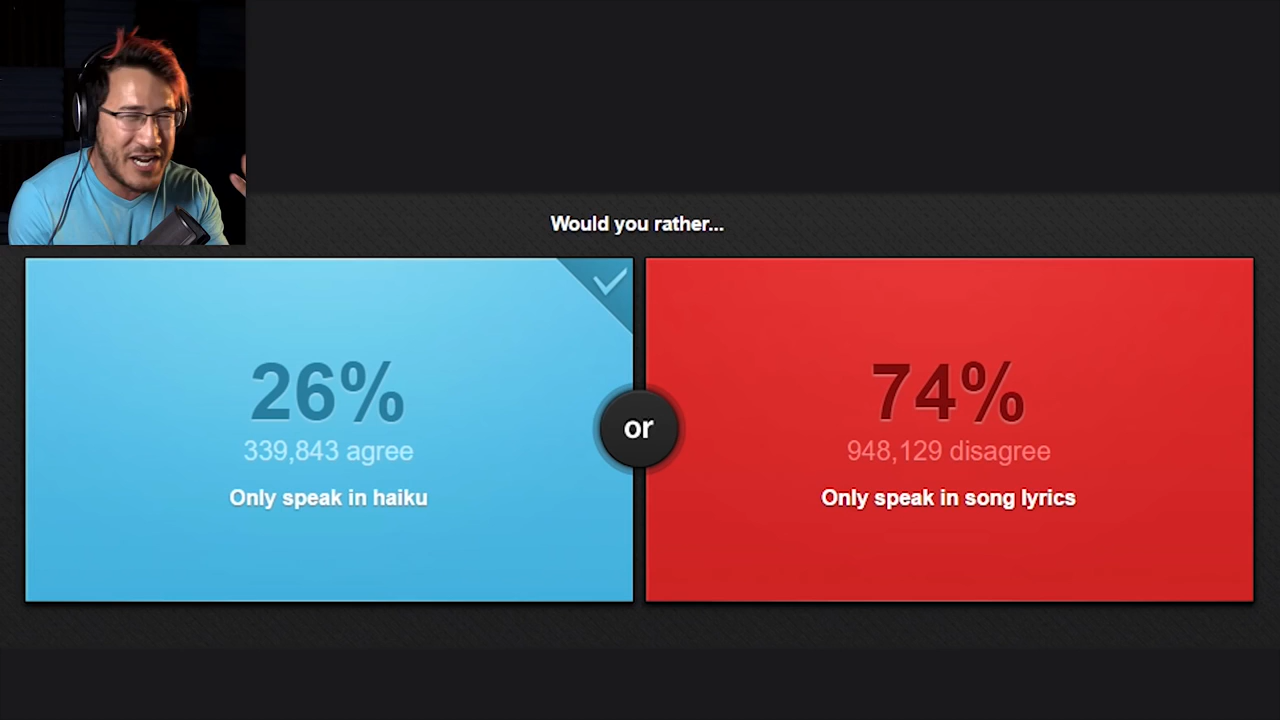 Would you rather...
26%
339,843 agree
Only speak in haiku
or
74%
948,129 disagree
Only speak in song lyrics